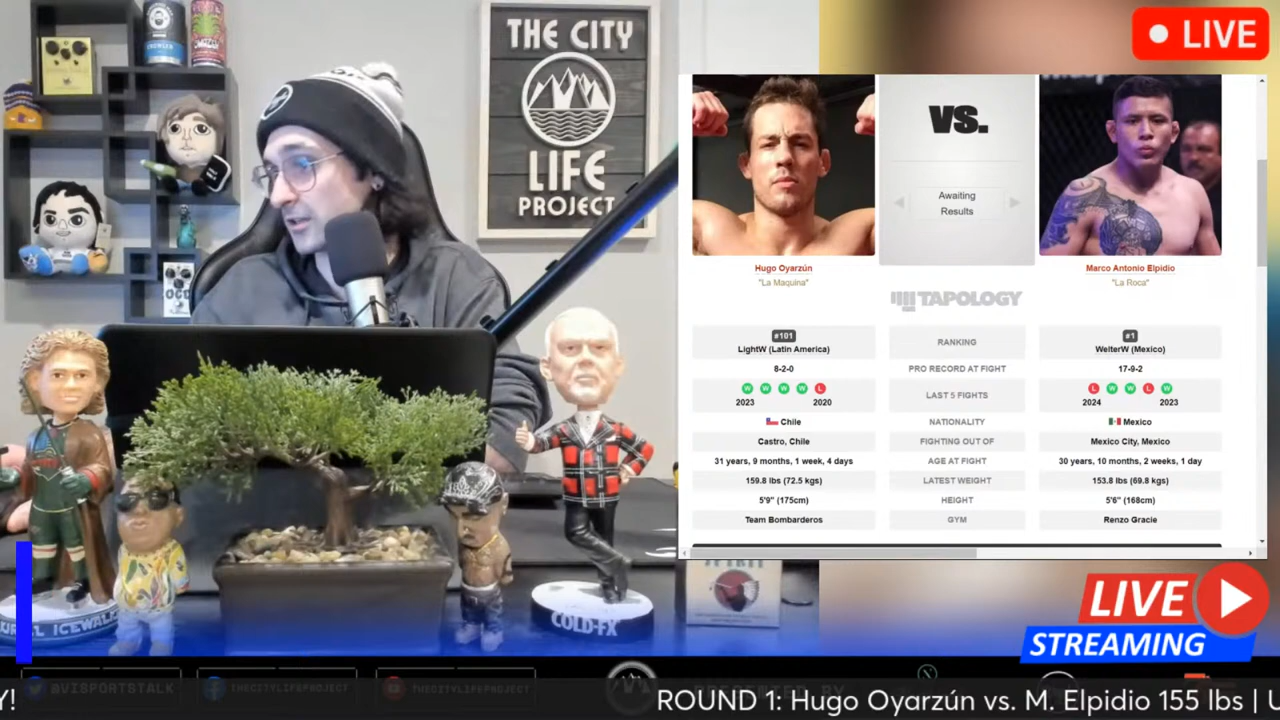 LIVE
THE CITY
LIFE
PROJECT
VS.
Awaiting
Results
Hugo Oyarzún
"La Maquina"
Marco Antonio Elpidio
"La Roca"
TAPOLOGY
#101
LightW (Latin America)
RANKING
#1
WelterW (Mexico)
8-2-0
PRO RECORD AT FIGHT
17-9-2
W W W W L
2023 2020
LAST 5 FIGHTS
L W W L W
2024 2023
Chile
NATIONALITY
Mexico
Castro, Chile
FIGHTING OUT OF
Mexico City, Mexico
31 years, 9 months, 1 week, 4 days
AGE AT FIGHT
30 years, 10 months, 2 weeks, 1 day
159.8 lbs (72.5 kgs)
LATEST WEIGHT
153.8 lbs (69.8 kgs)
5'9" (175cm)
HEIGHT
5'6" (168cm)
Team Bombarderos
GYM
Renzo Gracie
COLD-FX
LIVE
STREAMING
@VISPORTSTALK
THECITYLIFEPROJECT
THECITYLIFEPROJECT
Y!
ROUND 1: Hugo Oyarzún vs. M. Elpidio 155 lbs | U